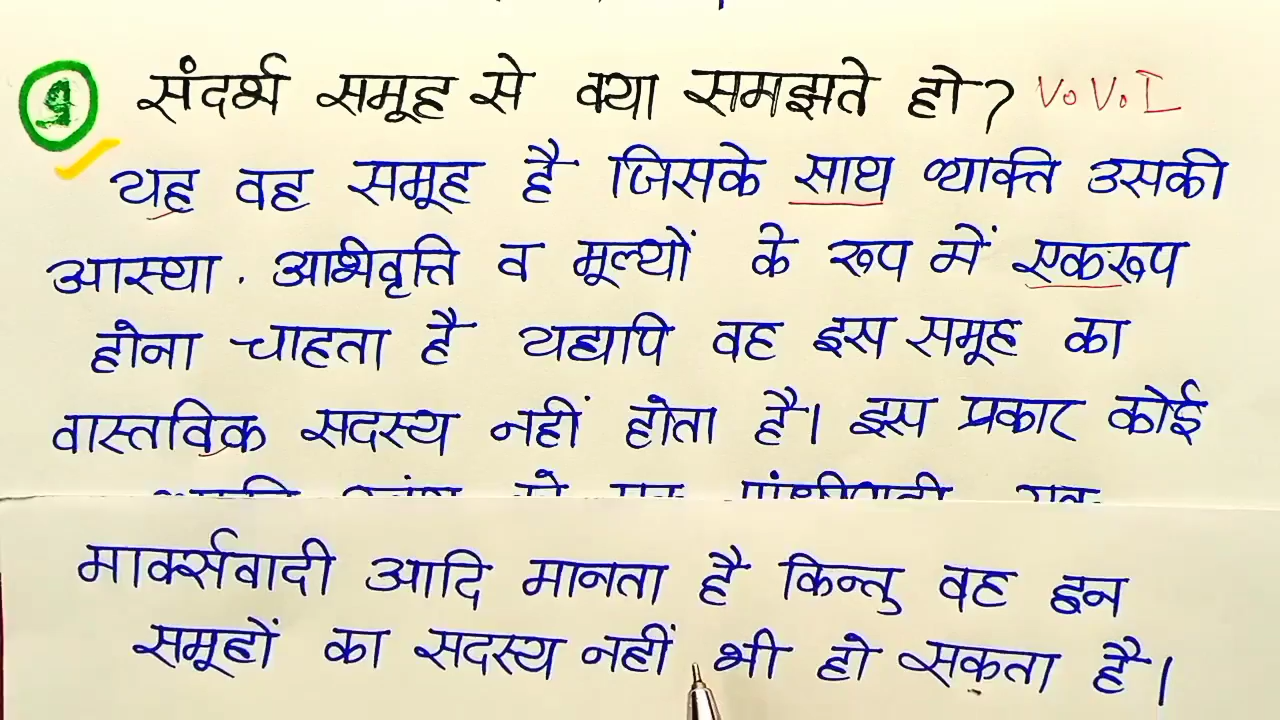 1 संदर्भ समूह से क्या समझते हो? V.V.I
यह वह समूह है जिसके साथ व्यक्ति उसकी
आस्था. अभिवृत्ति व मूल्यों के रूप में एकरूप
होना चाहता है यद्यपि वह इस समूह का
वास्तविक सदस्य नहीं होता है। इस प्रकार कोई
मार्क्सवादी आदि मानता है किन्तु वह इन
समूहों का सदस्य नहीं भी हो सकता है।